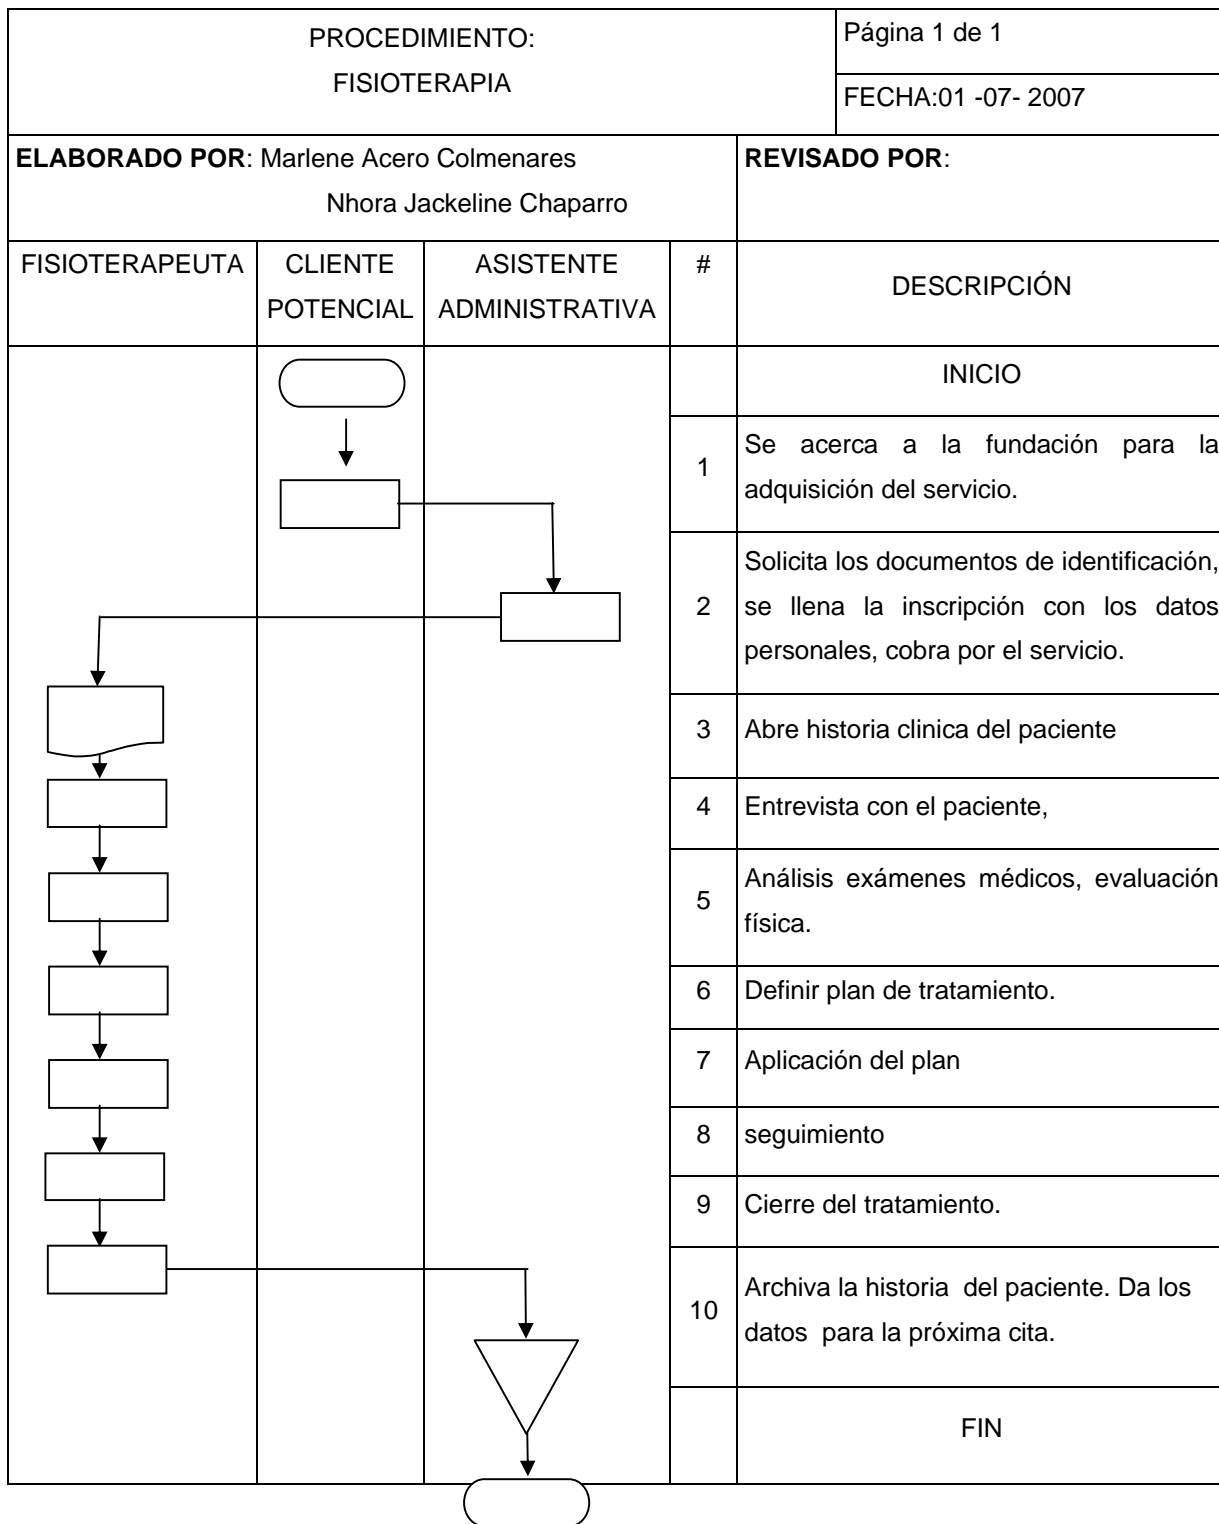 PROCEDIMIENTO:
FISIOTERAPIA
Página 1 de 1
FECHA:01 -07- 2007
ELABORADO POR: Marlene Acero Colmenares
Nhora Jackeline Chaparro
REVISADO POR:
FISIOTERAPEUTA
CLIENTE
POTENCIAL
ASISTENTE
ADMINISTRATIVA
#
DESCRIPCIÓN
INICIO
1
Se acerca a la fundación para la
adquisición del servicio.
2
Solicita los documentos de identificación,
se llena la inscripción con los datos
personales, cobra por el servicio.
3
Abre historia clinica del paciente
4
Entrevista con el paciente,
5
Análisis exámenes médicos, evaluación
física.
6
Definir plan de tratamiento.
7
Aplicación del plan
8
seguimiento
9
Cierre del tratamiento.
10
Archiva la historia  del paciente. Da los
datos  para la próxima cita.
FIN